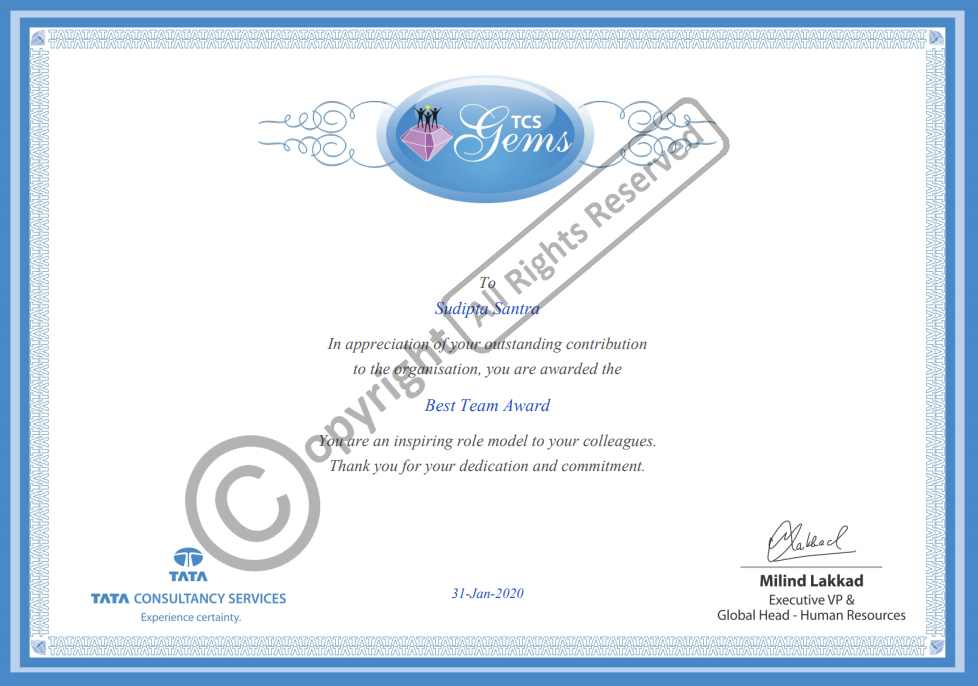 TCS
Gems
To
Sudipta Santra
In appreciation of your outstanding contribution
to the organisation, you are awarded the
Best Team Award
You are an inspiring role model to your colleagues.
Thank you for your dedication and commitment.
© Copyright All Rights Reserved
TATA
TATA CONSULTANCY SERVICES
Experience certainty.
31-Jan-2020
Mlakkad
Milind Lakkad
Executive VP &
Global Head - Human Resources